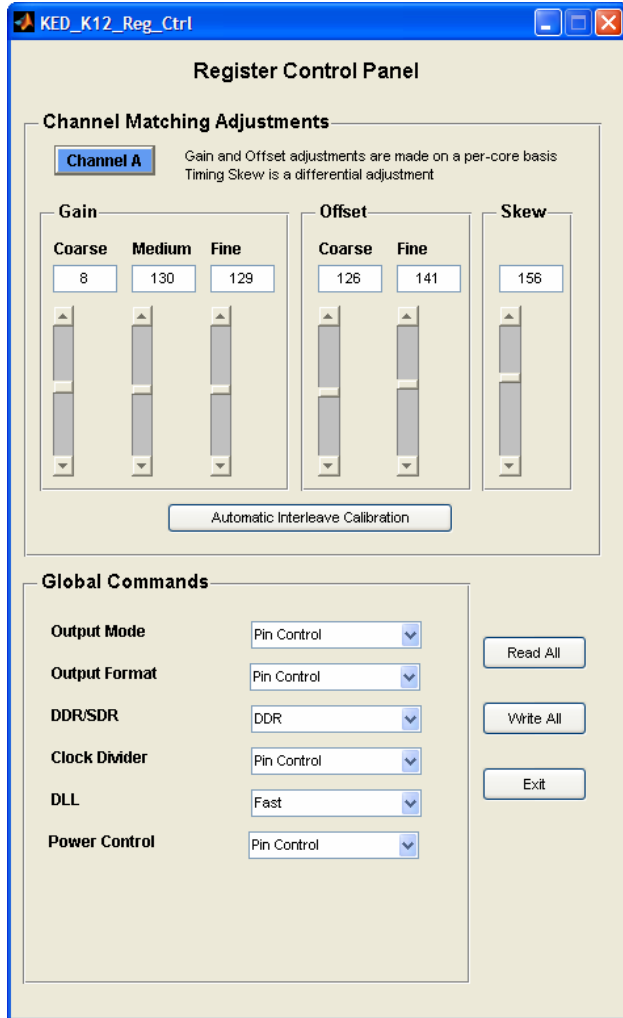 KED_K12_Reg_Ctrl
Register Control Panel
Channel Matching Adjustments
Channel A
Gain and Offset adjustments are made on a per-core basis
Timing Skew is a differential adjustment
Gain
Coarse Medium Fine
8 130 129
Offset
Coarse Fine
126 141
Skew
156
Automatic Interleave Calibration
Global Commands
Output Mode Pin Control
Output Format Pin Control
DDR/SDR DDR
Clock Divider Pin Control
DLL Fast
Power Control Pin Control
Read All
Write All
Exit